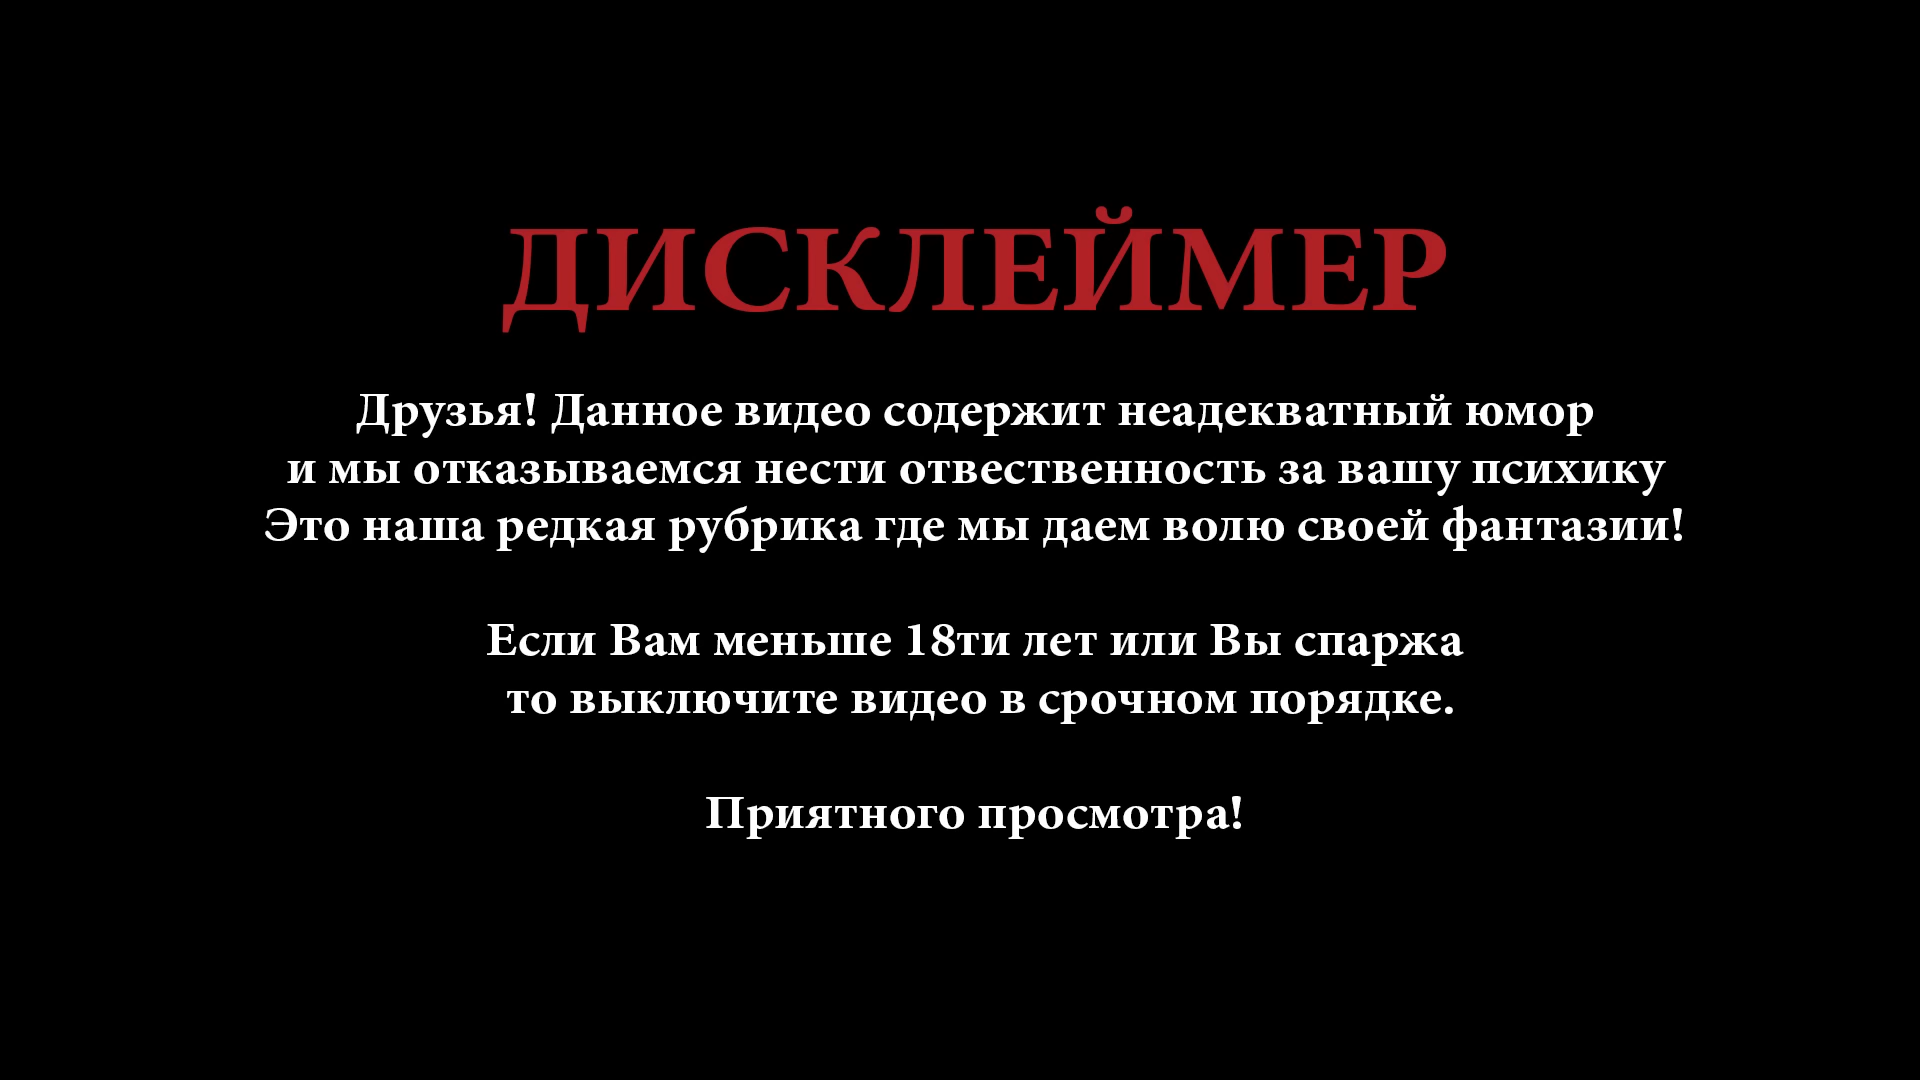 ДИСКЛЕЙМЕР
Друзья! Данное видео содержит неадекватный юмор
и мы отказываемся нести отвественность за вашу психику
Это наша редкая рубрика где мы даем волю своей фантазии!
Если Вам меньше 18ти лет или Вы спаржа
то выключите видео в срочном порядке.
Приятного просмотра!